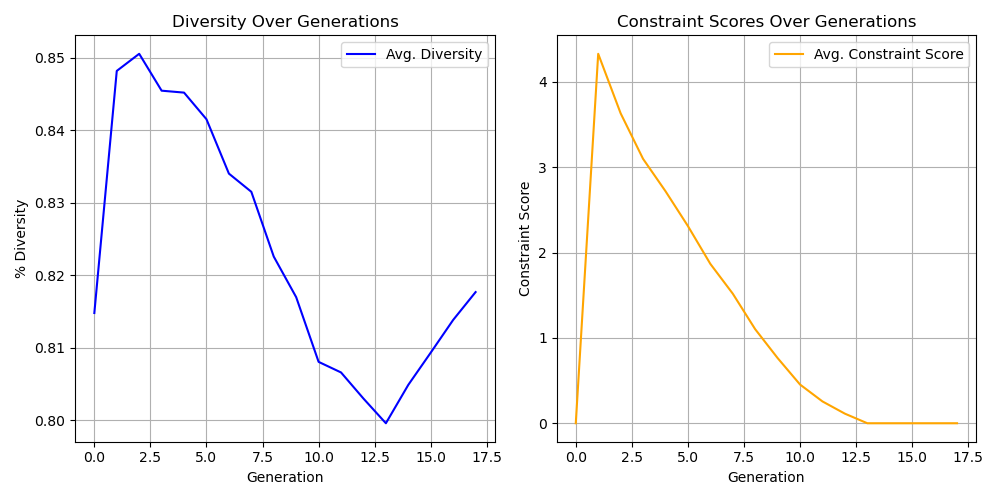 Diversity Over Generations
Avg. Diversity
% Diversity
0.85
0.84
0.83
0.82
0.81
0.80
0.0 2.5 5.0 7.5 10.0 12.5 15.0 17.5
Generation
Constraint Scores Over Generations
Avg. Constraint Score
Constraint Score
4
3
2
1
0
0.0 2.5 5.0 7.5 10.0 12.5 15.0 17.5
Generation